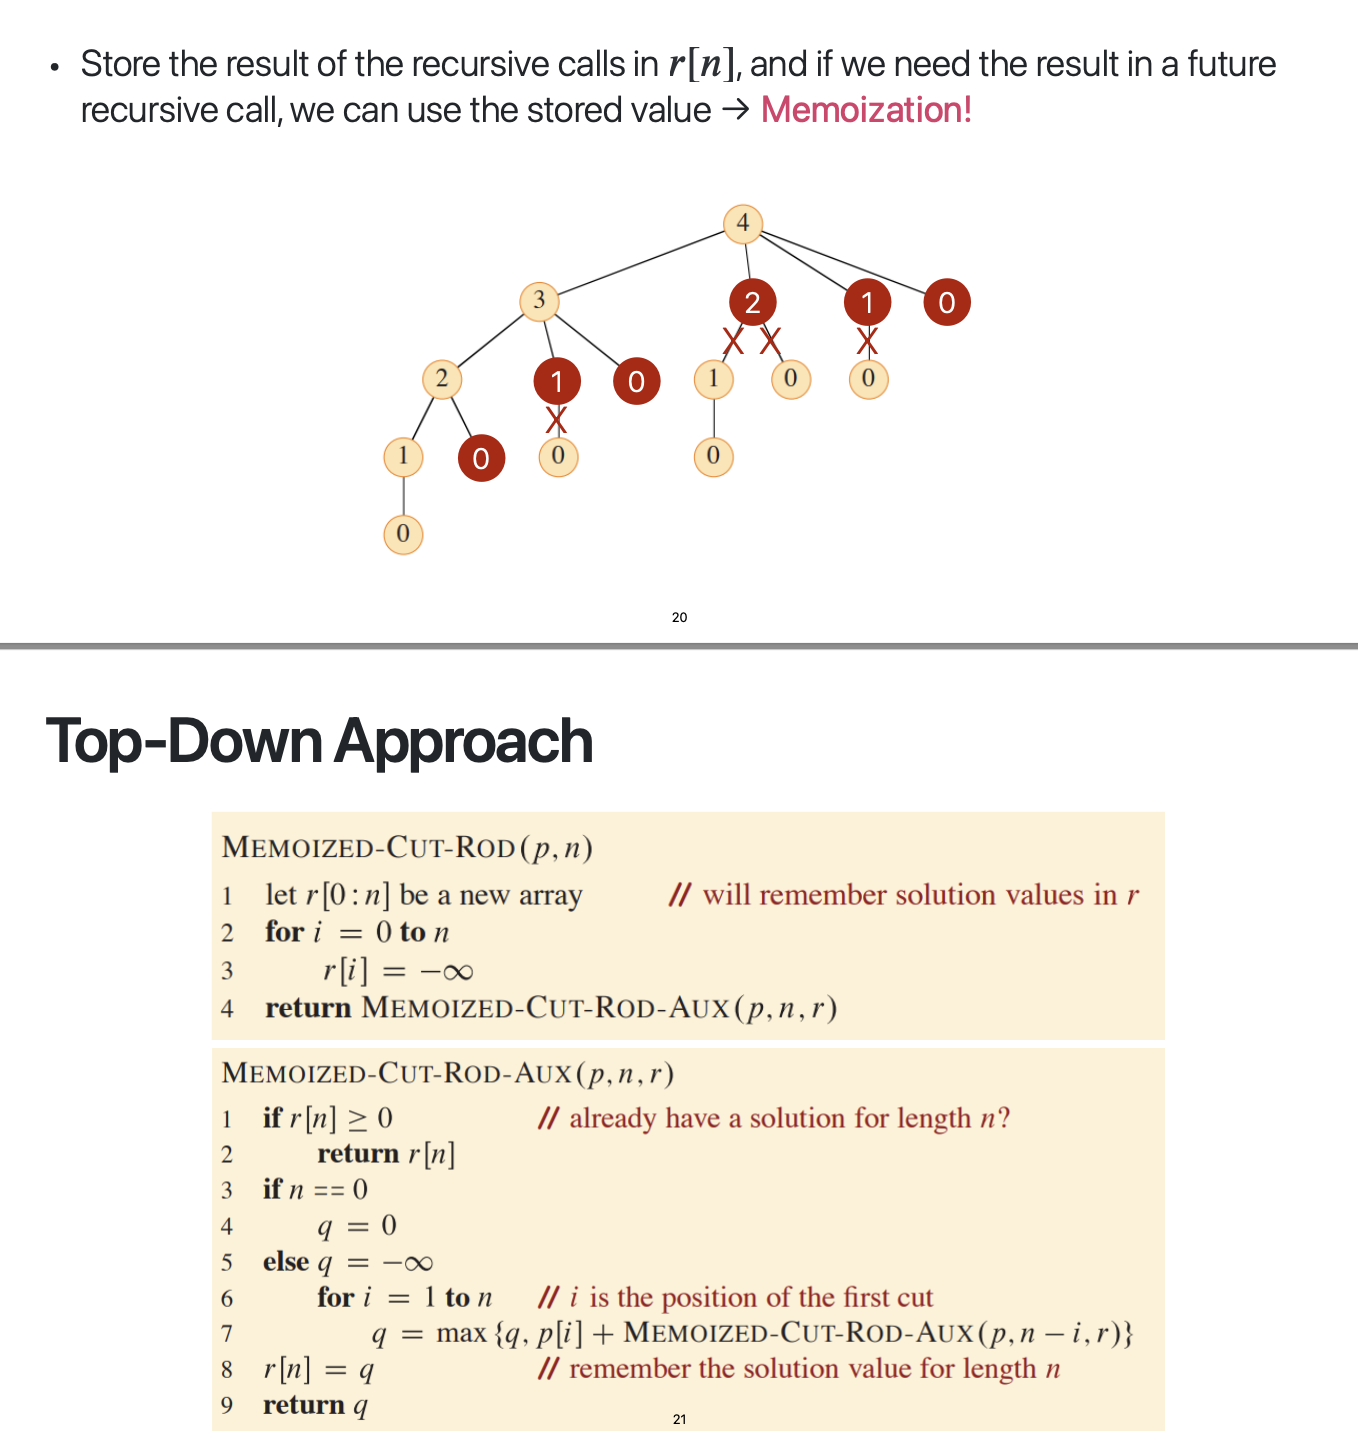 • Store the result of the recursive calls in r[n], and if we need the result in a future
recursive call, we can use the stored value → Memoization!
4
3 2 1 0
2 1 0 1 0 0
1 0 0 0
0
20
Top-Down Approach
MEMOIZED-CUT-ROD(p, n)
1 let r[0 : n] be a new array // will remember solution values in r
2 for i = 0 to n
3 r[i] = −∞
4 return MEMOIZED-CUT-ROD-AUX(p, n, r)
MEMOIZED-CUT-ROD-AUX(p, n, r)
1 if r[n] ≥ 0 // already have a solution for length n?
2 return r[n]
3 if n == 0
4 q = 0
5 else q = −∞
6 for i = 1 to n // i is the position of the first cut
7 q = max {q, p[i] + MEMOIZED-CUT-ROD-AUX(p, n − i, r)}
8 r[n] = q // remember the solution value for length n
9 return q
21